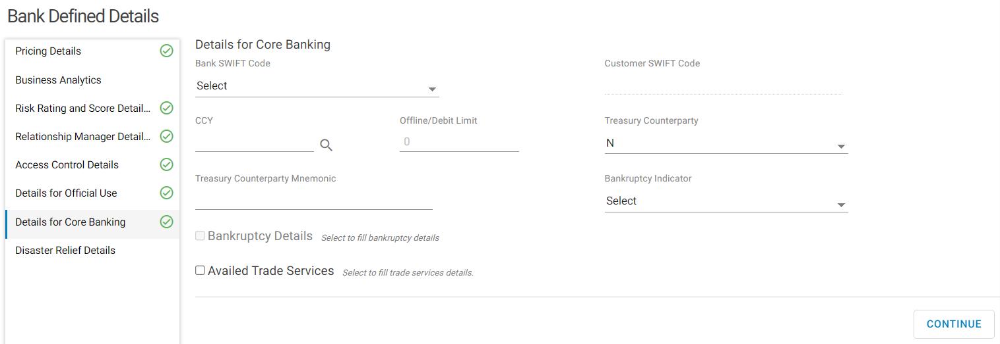 Bank Defined Details
Pricing Details
Business Analytics
Risk Rating and Score Detail...
Relationship Manager Detail...
Access Control Details
Details for Official Use
Details for Core Banking
Disaster Relief Details
Details for Core Banking
Bank SWIFT Code
Customer SWIFT Code
Select
CCY
Offline/Debit Limit
Treasury Counterparty
0
N
Treasury Counterparty Mnemonic
Bankruptcy Indicator
Select
Bankruptcy Details Select to fill bankruptcy details
Availed Trade Services Select to fill trade services details.
CONTINUE